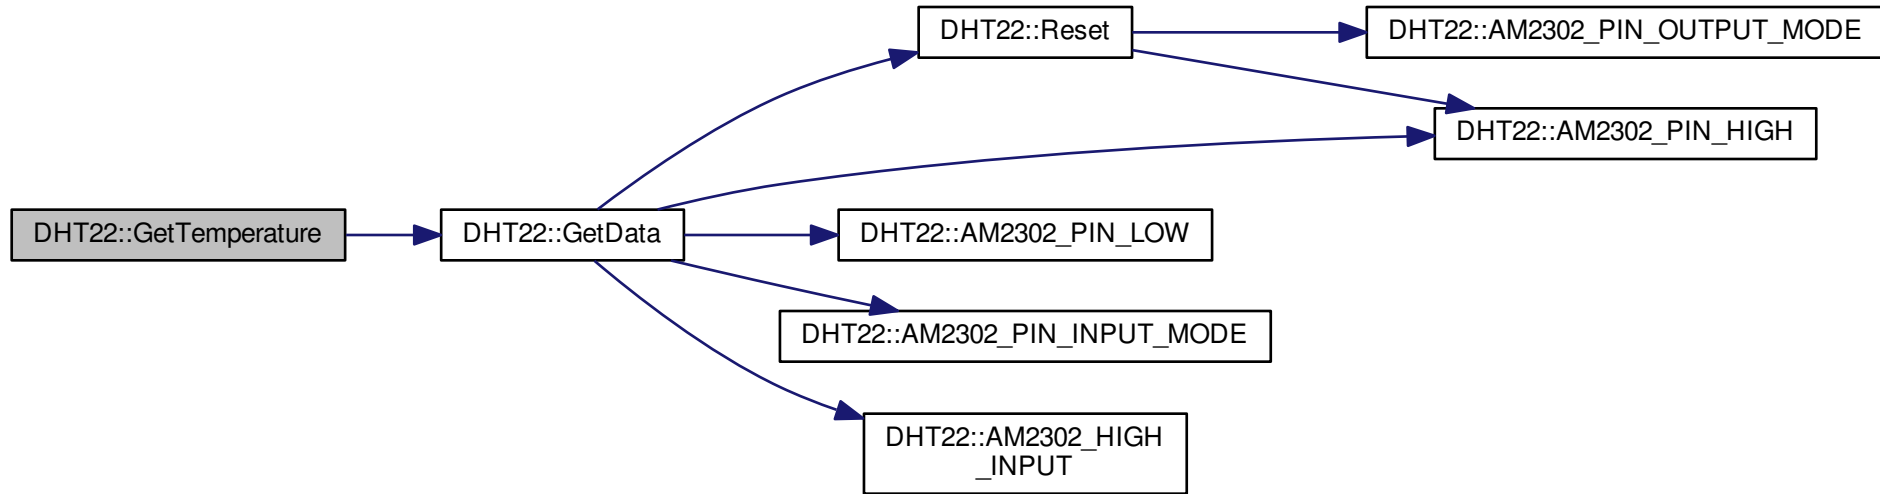 DHT22::Reset
DHT22::AM2302_PIN_OUTPUT_MODE
DHT22::AM2302_PIN_HIGH
DHT22::GetTemperature
DHT22::GetData
DHT22::AM2302_PIN_LOW
DHT22::AM2302_PIN_INPUT_MODE
DHT22::AM2302_HIGH
_INPUT